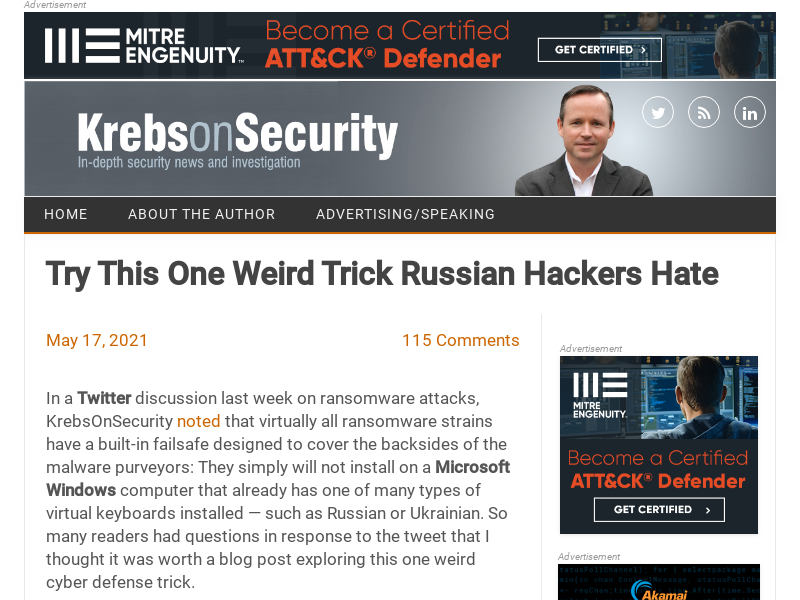 Advertisement
MITRE
ENGENUITY™
Become a Certified
ATT&CK® Defender
GET CERTIFIED >
KrebsonSecurity
In-depth security news and investigation
HOME
ABOUT THE AUTHOR
ADVERTISING/SPEAKING
Try This One Weird Trick Russian Hackers Hate
May 17, 2021
115 Comments
In a Twitter discussion last week on ransomware attacks,
KrebsOnSecurity noted that virtually all ransomware strains
have a built-in failsafe designed to cover the backsides of the
malware purveyors: They simply will not install on a Microsoft
Windows computer that already has one of many types of
virtual keyboards installed — such as Russian or Ukrainian. So
many readers had questions in response to the tweet that I
thought it was worth a blog post exploring this one weird
cyber defense trick.
Advertisement
MITRE
ENGENUITY
Become a Certified
ATT&CK® Defender
GET CERTIFIED >
Advertisement
Akamai